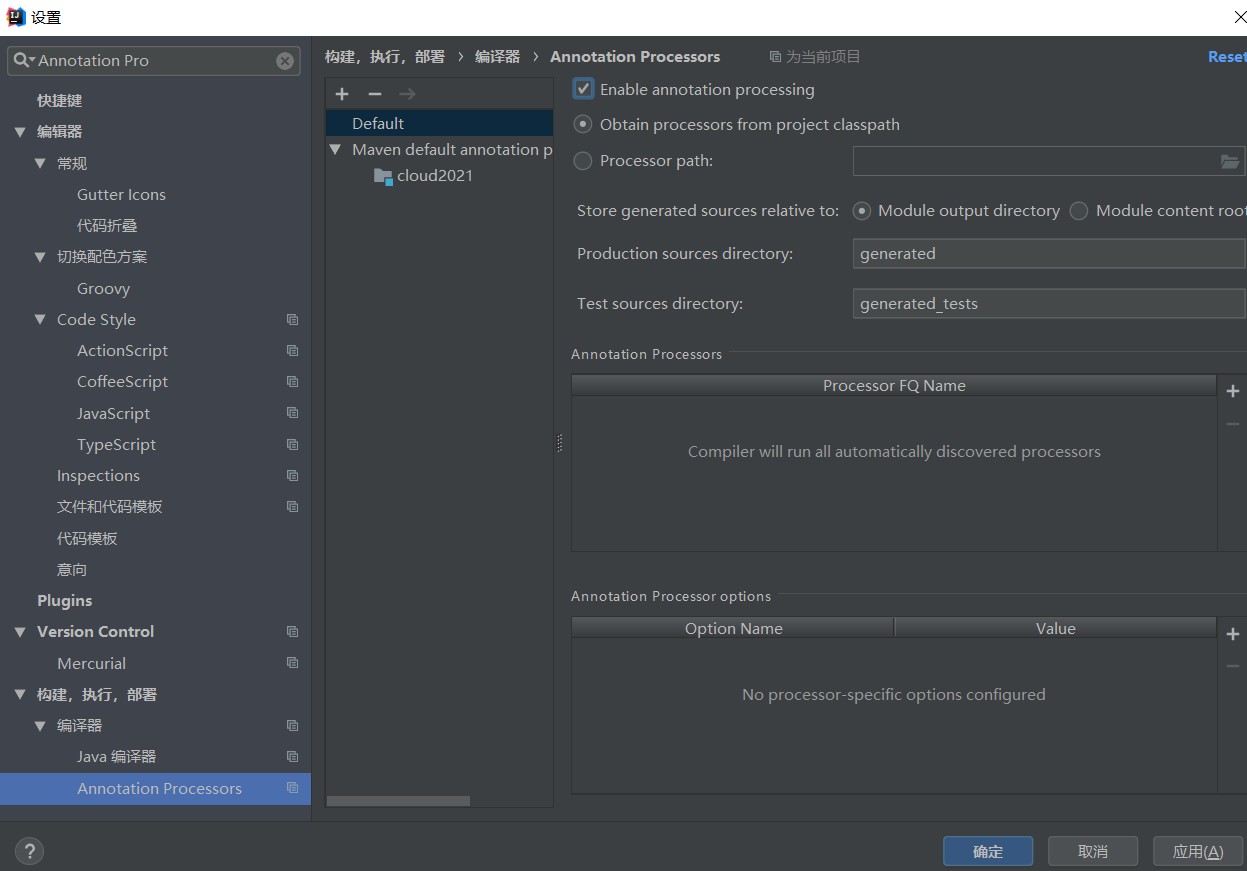 设置
Annotation Pro
快捷键
编辑器
常规
Gutter Icons
代码折叠
切换配色方案
Groovy
Code Style
ActionScript
CoffeeScript
JavaScript
TypeScript
Inspections
文件和代码模板
代码模板
意向
Plugins
Version Control
Mercurial
构建，执行，部署
编译器
Java 编译器
Annotation Processors
构建，执行，部署 › 编译器 › Annotation Processors 为当前项目 Reset
Default
Maven default annotation p
cloud2021
Enable annotation processing
Obtain processors from project classpath
Processor path:
Store generated sources relative to: Module output directory Module content root
Production sources directory: generated
Test sources directory: generated_tests
Annotation Processors
Processor FQ Name
Compiler will run all automatically discovered processors
Annotation Processor options
Option Name Value
No processor-specific options configured
?
确定 取消 应用(A)